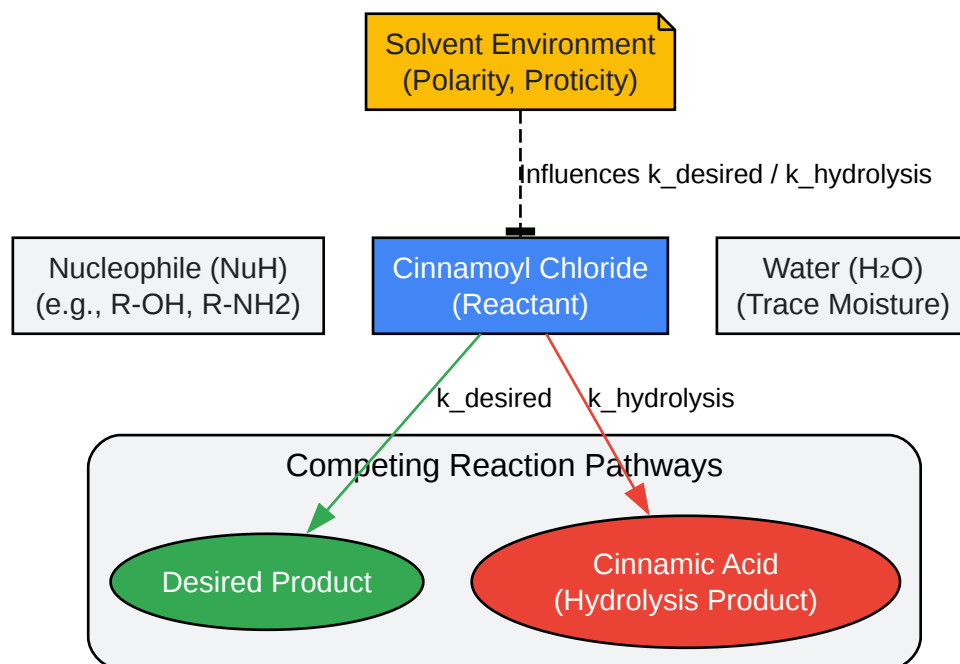 Solvent Environment
(Polarity, Proticity)
Influences k_desired / k_hydrolysis
Nucleophile (NuH)
(e.g., R-OH, R-NH2)
Cinnamoyl Chloride
(Reactant)
Water (H₂O)
(Trace Moisture)
k_desired
k_hydrolysis
Competing Reaction Pathways
Desired Product
Cinnamic Acid
(Hydrolysis Product)